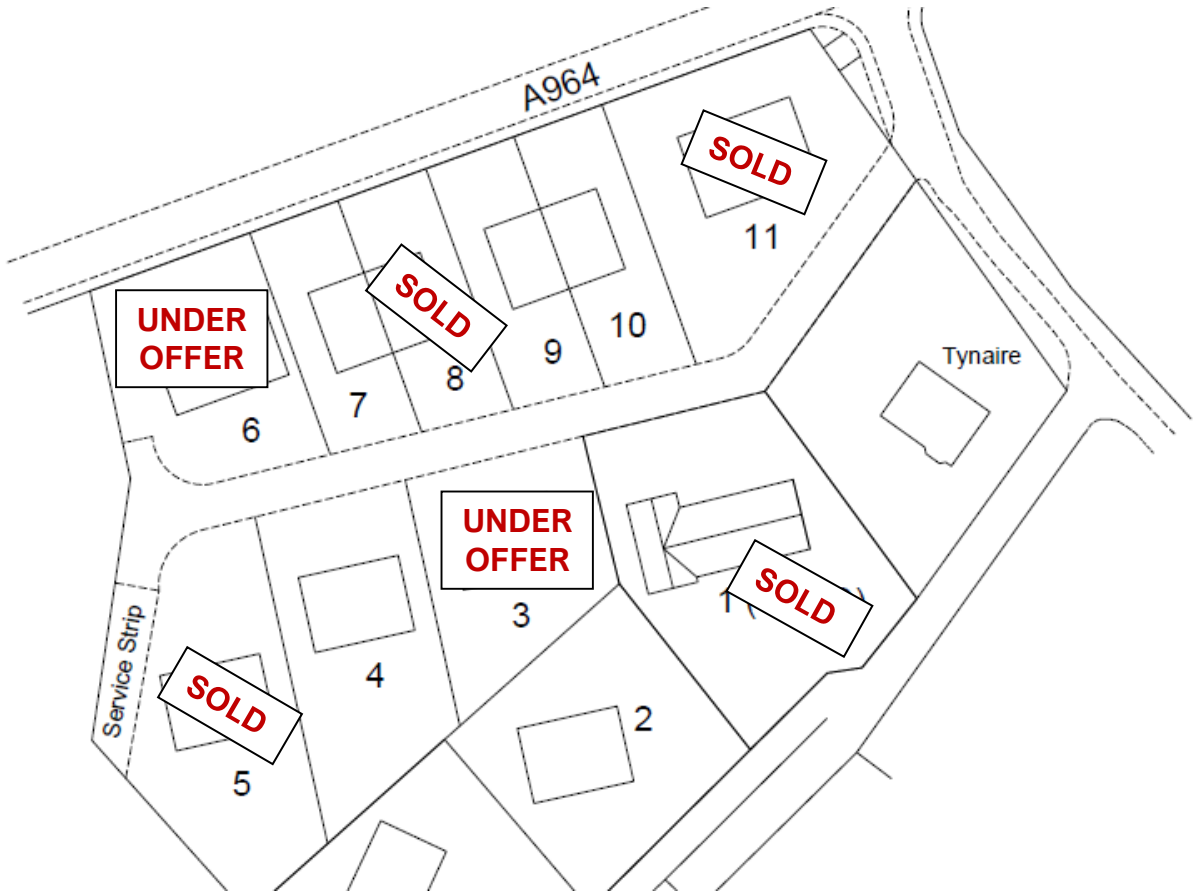 A964
SOLD
11
UNDER
OFFER
SOLD
10
9
8
7
6
Tynaire
UNDER
OFFER
SOLD
1 (
3
Service Strip
4
SOLD
2
5